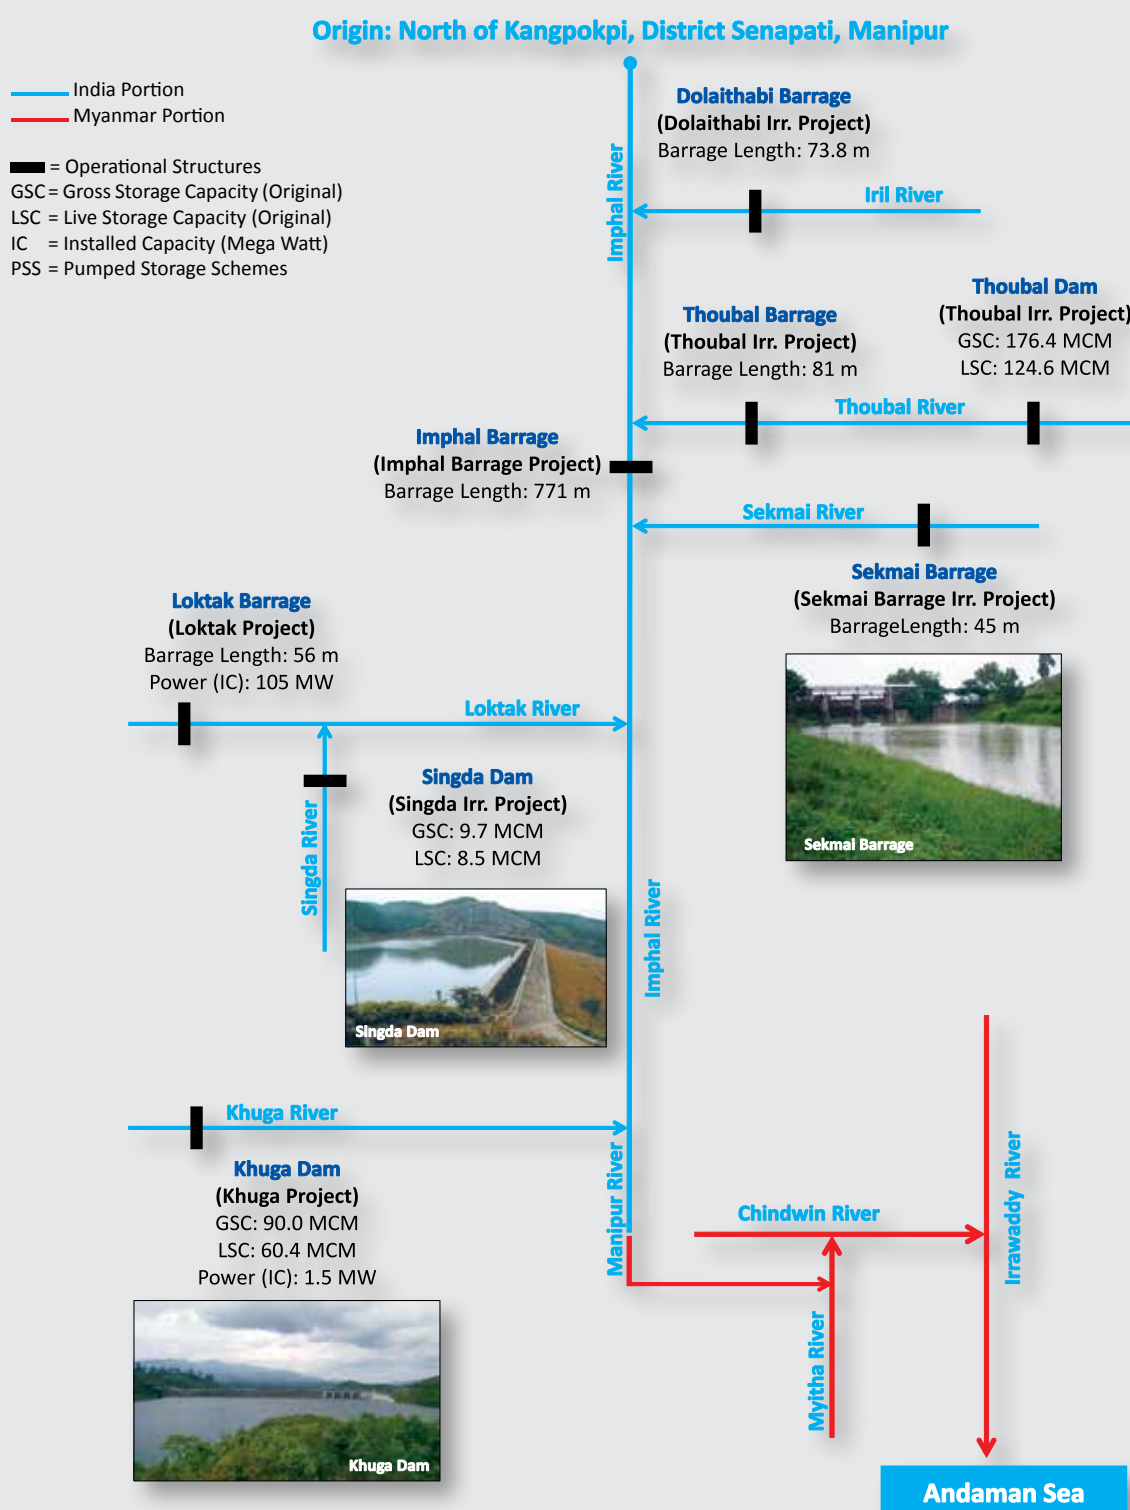 Origin: North of Kangpokpi, District Senapati, Manipur
India Portion
Myanmar Portion
= Operational Structures
GSC = Gross Storage Capacity (Original)
LSC = Live Storage Capacity (Original)
IC = Installed Capacity (Mega Watt)
PSS = Pumped Storage Schemes
Imphal River
Dolaithabi Barrage
(Dolaithabi Irr. Project)
Barrage Length: 73.8 m
Iril River
Thoubal Barrage
(Thoubal Irr. Project)
Barrage Length: 81 m
Thoubal Dam
(Thoubal Irr. Project)
GSC: 176.4 MCM
LSC: 124.6 MCM
Thoubal River
Imphal Barrage
(Imphal Barrage Project)
Barrage Length: 771 m
Sekmai River
Sekmai Barrage
(Sekmai Barrage Irr. Project)
BarrageLength: 45 m
Sekmai Barrage
Loktak Barrage
(Loktak Project)
Barrage Length: 56 m
Power (IC): 105 MW
Loktak River
Singda River
Singda Dam
(Singda Irr. Project)
GSC: 9.7 MCM
LSC: 8.5 MCM
Singda Dam
Imphal River
Khuga River
Khuga Dam
(Khuga Project)
GSC: 90.0 MCM
LSC: 60.4 MCM
Power (IC): 1.5 MW
Khuga Dam
Manipur River
Chindwin River
Myitha River
Irrawaddy River
Andaman Sea